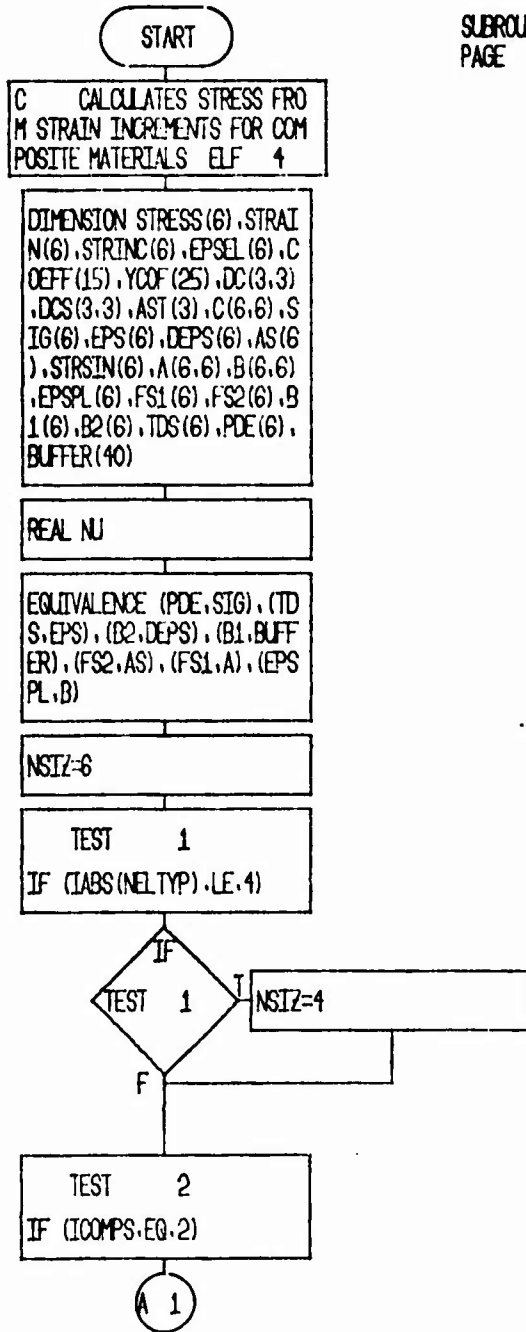 START
SUBROU
PAGE
C CALCULATES STRESS FRO
M STRAIN INCREMENTS FOR COM
POSITE MATERIALS ELF 4
DIMENSION STRESS(6),STRAI
N(6),STRINC(6),EPSEL(6),C
OEFF(15),YCOF(25),DC(3,3)
,DCS(3,3),AST(3),C(6,6),S
IG(6),EPS(6),DEPS(6),AS(6
),STRSIN(6),A(6,6),B(6,6)
,EPSPL(6),FS1(6),FS2(6),B
1(6),B2(6),TDS(6),PDE(6),
BUFFER(40)
REAL NU
EQUIVALENCE (PDE,SIG),(TD
S,EPS),(B2,DEPS),(B1,BUFF
ER),(FS2,AS),(FS1,A),(EPS
PL,B)
NSIZ=6
TEST 1
IF (IABS(NELTYP).LE.4)
IF
TEST 1
T
NSIZ=4
F
TEST 2
IF (ICOMPS.EQ.2)
A 1